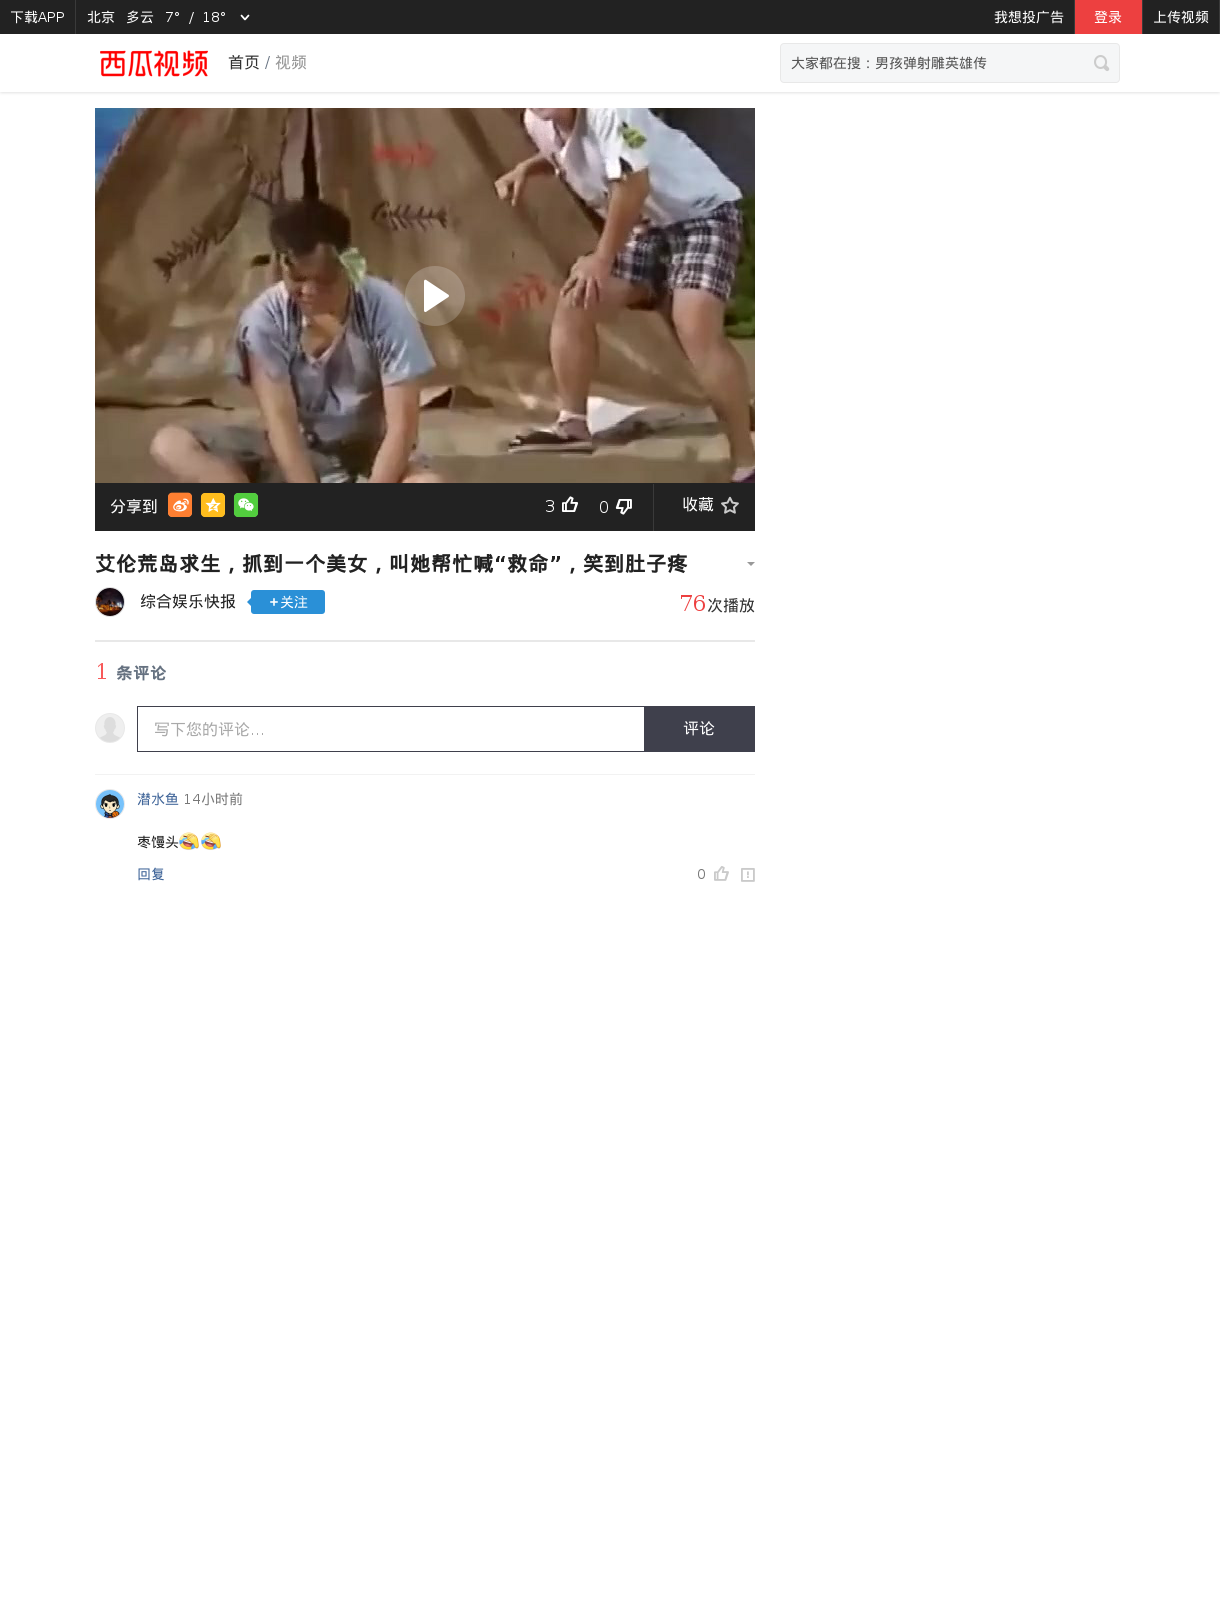 下载APP 北京 多云 7° / 18° 我想投广告 登录 上传视频
西瓜视频 首页 / 视频 大家都在搜：男孩弹射雕英雄传
分享到 3 0 收藏
艾伦荒岛求生，抓到一个美女，叫她帮忙喊“救命”，笑到肚子疼
综合娱乐快报 +关注 76次播放
1 条评论
写下您的评论... 评论
潜水鱼 14小时前
枣馒头
回复 0